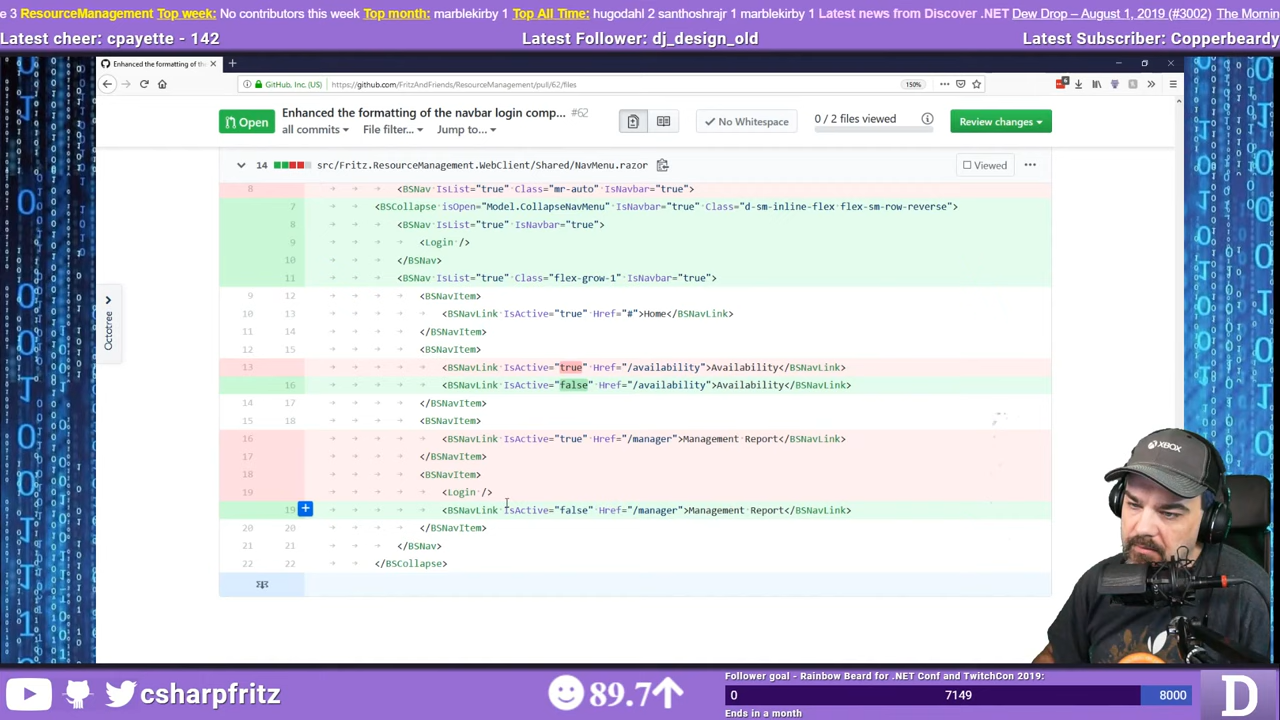 e 3 ResourceManagement Top week: No contributors this week Top month: marblekirby 1 Top All Time: hugodahl 2 santhoshrajr 1 marblekirby 1 Latest news from Discover .NET Dew Drop – August 1, 2019 (#3002) The Mornin
Latest cheer: cpayette - 142 Latest Follower: dj_design_old Latest Subscriber: Copperbeardy
Enhanced the formatting of the
GitHub, Inc. (US) https://github.com/FritzAndFriends/ResourceManagement/pull/62/files 150%
Open Enhanced the formatting of the navbar login comp... #62
all commits File filter... Jump to... No Whitespace 0 / 2 files viewed Review changes
14 src/Fritz.ResourceManagement.WebClient/Shared/NavMenu.razor Viewed
8 <BSNav IsList="true" Class="mr-auto" IsNavbar="true">
7 <BSCollapse isOpen="Model.CollapseNavMenu" IsNavbar="true" Class="d-sm-inline-flex flex-sm-row-reverse">
8 <BSNav IsList="true" IsNavbar="true">
9 <Login />
10 </BSNav>
11 <BSNav IsList="true" Class="flex-grow-1" IsNavbar="true">
9 12 <BSNavItem>
10 13 <BSNavLink IsActive="true" Href="#">Home</BSNavLink>
11 14 </BSNavItem>
12 15 <BSNavItem>
13 <BSNavLink IsActive="true" Href="/availability">Availability</BSNavLink>
16 <BSNavLink IsActive="false" Href="/availability">Availability</BSNavLink>
14 17 </BSNavItem>
15 18 <BSNavItem>
16 <BSNavLink IsActive="true" Href="/manager">Management Report</BSNavLink>
17 </BSNavItem>
18 <BSNavItem>
19 <Login />
19 <BSNavLink IsActive="false" Href="/manager">Management Report</BSNavLink>
20 20 </BSNavItem>
21 21 </BSNav>
22 22 </BSCollapse>
Octotree
XBOX
csharpfritz 89.7
Follower goal - Rainbow Beard for .NET Conf and TwitchCon 2019:
0 7149 8000
Ends in a month
D